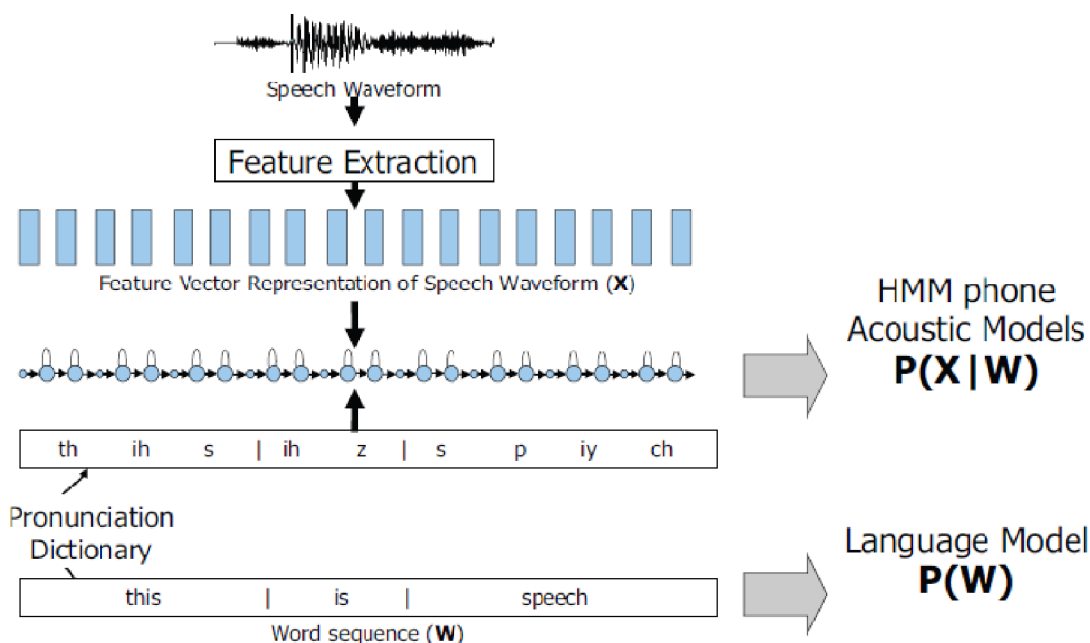 Speech Waveform
Feature Extraction
Feature Vector Representation of Speech Waveform (X)
HMM phone
Acoustic Models
P(X|W)
th ih s | ih z | s p iy ch
Pronunciation
Dictionary
Language Model
P(W)
this | is | speech
Word sequence (W)